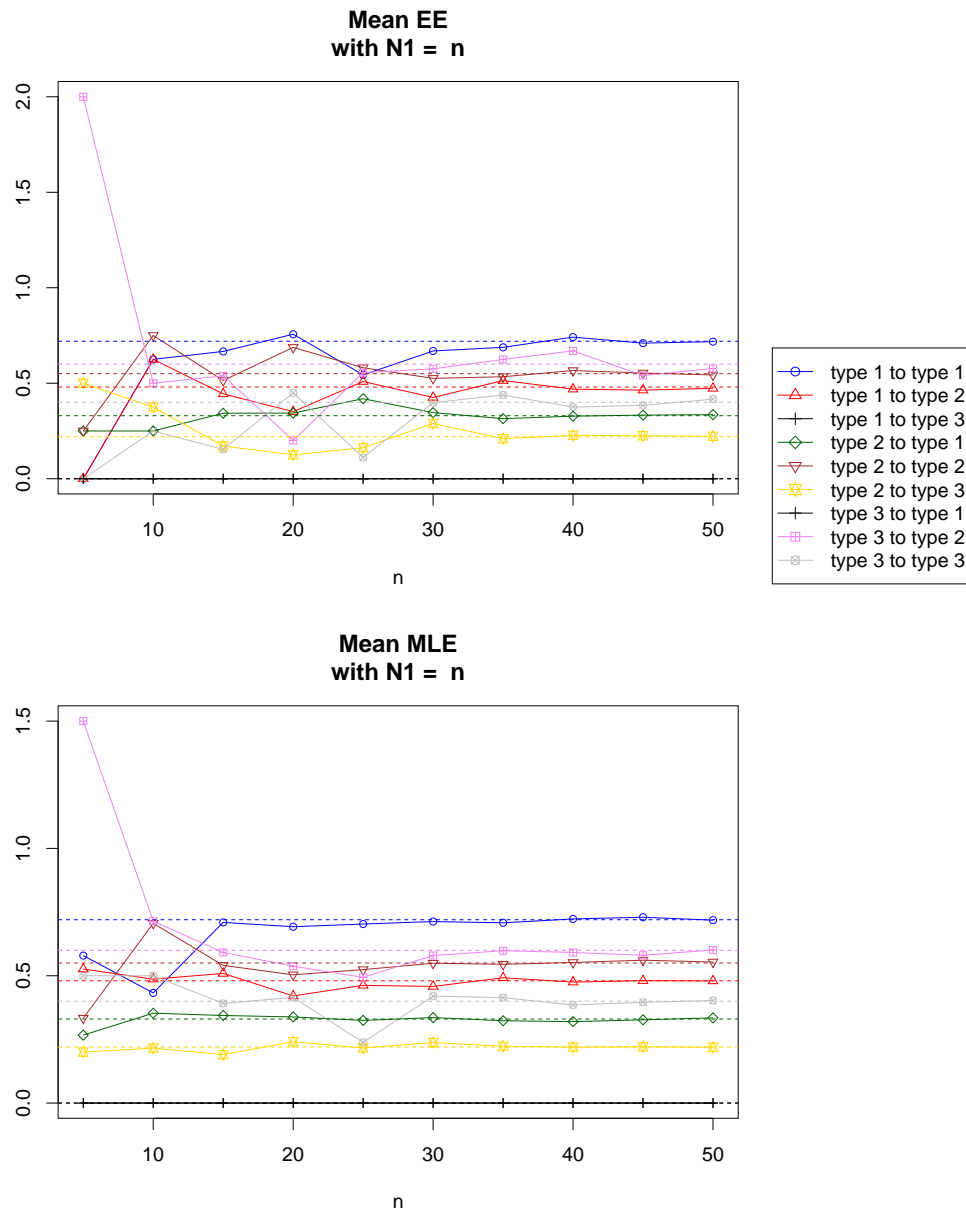 Mean EE
with N1 = n
2.0
1.5
1.0
0.5
0.0
10 20 30 40 50
n
type 1 to type 1
type 1 to type 2
type 1 to type 3
type 2 to type 1
type 2 to type 2
type 2 to type 3
type 3 to type 1
type 3 to type 2
type 3 to type 3
Mean MLE
with N1 = n
1.5
1.0
0.5
0.0
10 20 30 40 50
n